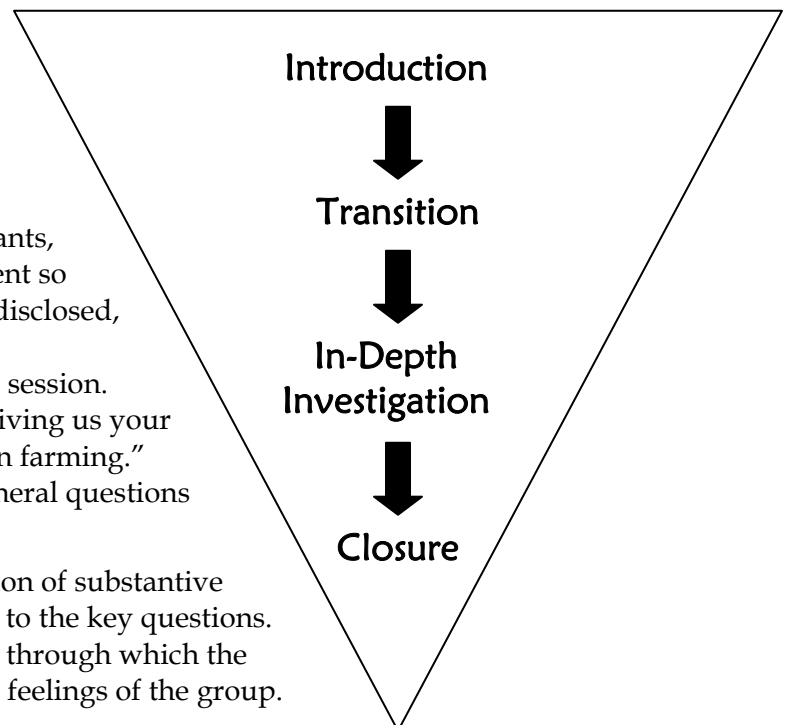 Introduction
Transition
In-Depth
Investigation
Closure
ants,
ent so
disclosed,
session.
iving us your
n farming.”
neral questions
ion of substantive
to the key questions.
through which the
feelings of the group.